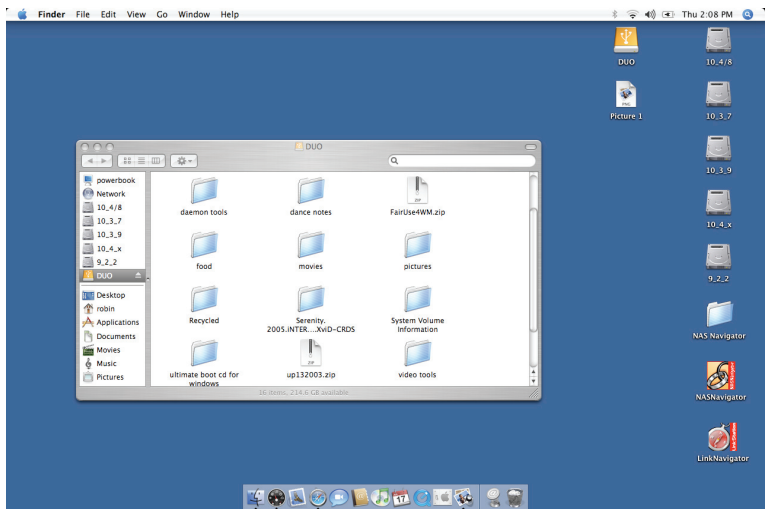 Finder File Edit View Go Window Help
Thu 2:08 PM
DUO
10_4/8
Picture 1
10_3_7
10_3_9
10_4_x
9_2_2
NAS Navigator
NASNavigator
LinkNavigator
DUO
powerbook
Network
10_4/8
10_3_7
10_3_9
10_4_x
9_2_2
DUO
Desktop
robin
Applications
Documents
Movies
Music
Pictures
daemon tools
dance notes
ZIP
FairUse4WM.zip
food
movies
pictures
Recycled
Serenity.
2005.iNTER....XviD-CRDS
System Volume
Information
ultimate boot cd for
windows
ZIP
up132003.zip
video tools
16 items, 214.6 GB available
17